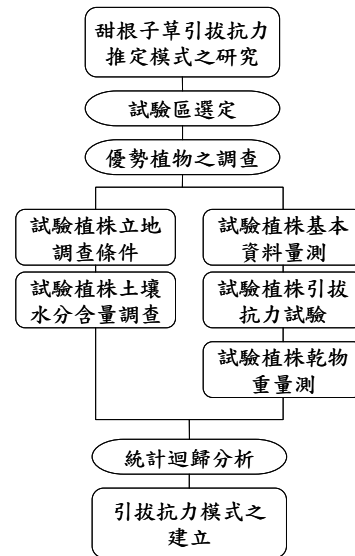 甜根子草引拔抗力
推定模式之研究
試驗區選定
優勢植物之調查
試驗植株立地
調查條件
試驗植株土壤
水分含量調查
試驗植株基本
資料量測
試驗植株引拔
抗力試驗
試驗植株乾物
重量測
統計迴歸分析
引拔抗力模式之
建立